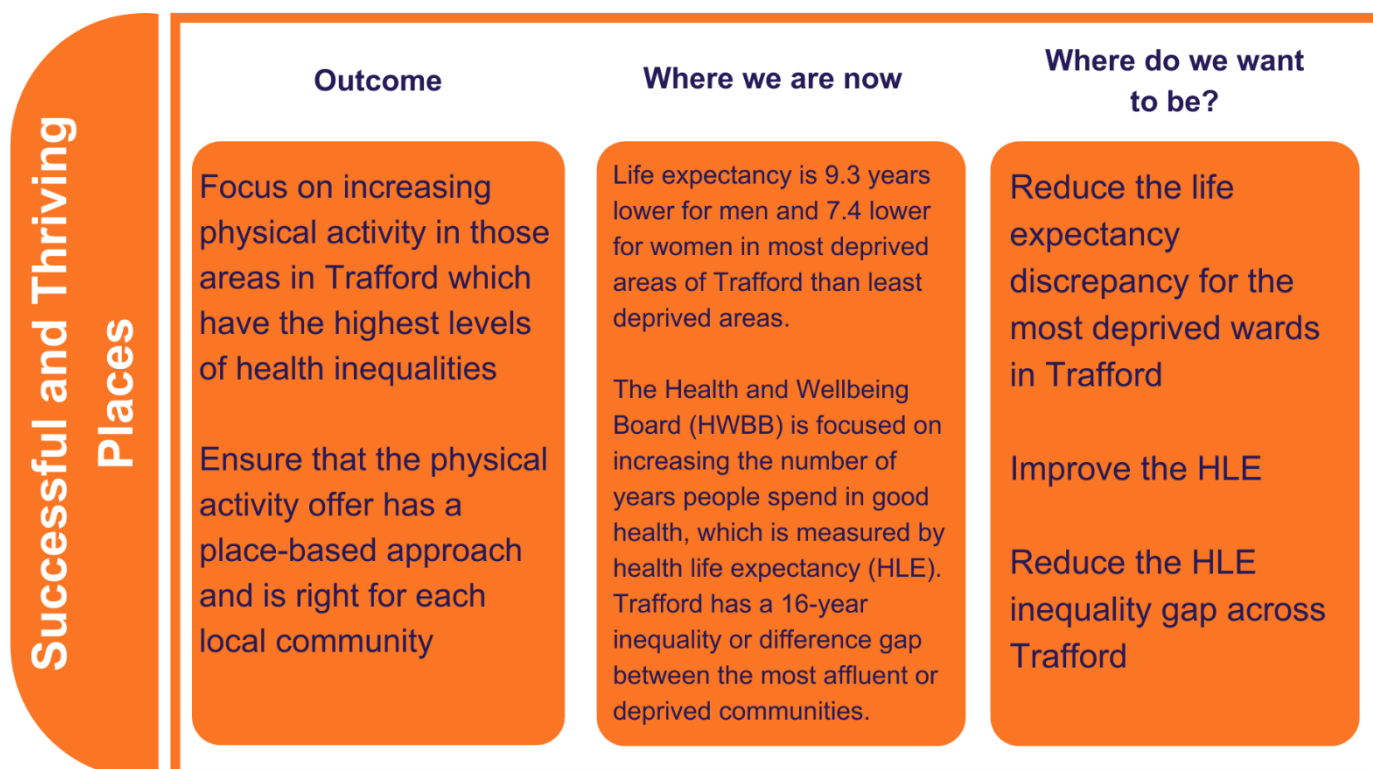 Successful and Thriving
Places
Outcome
Focus on increasing
physical activity in those
areas in Trafford which
have the highest levels
of health inequalities
Ensure that the physical
activity offer has a
place-based approach
and is right for each
local community
Where we are now
Life expectancy is 9.3 years
lower for men and 7.4 lower
for women in most deprived
areas of Trafford than least
deprived areas.
The Health and Wellbeing
Board (HWBB) is focused on
increasing the number of
years people spend in good
health, which is measured by
health life expectancy (HLE).
Trafford has a 16-year
inequality or difference gap
between the most affluent or
deprived communities.
Where do we want
to be?
Reduce the life
expectancy
discrepancy for the
most deprived wards
in Trafford
Improve the HLE
Reduce the HLE
inequality gap across
Trafford